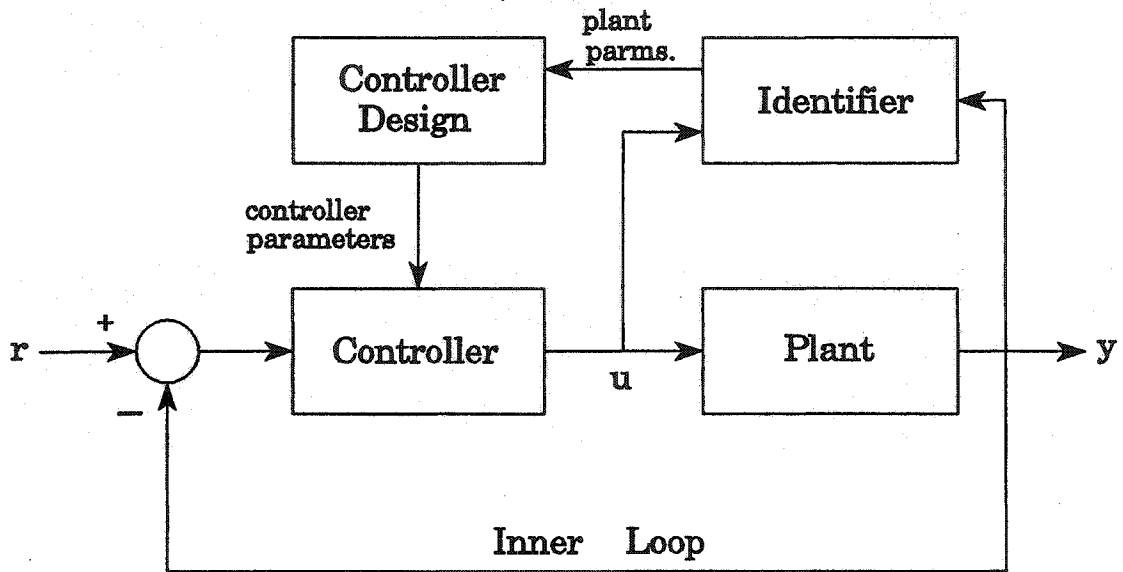 plant
parms.
Controller
Design
Identifier
controller
parameters
+
r
Controller
u
Plant
y
−
Inner Loop